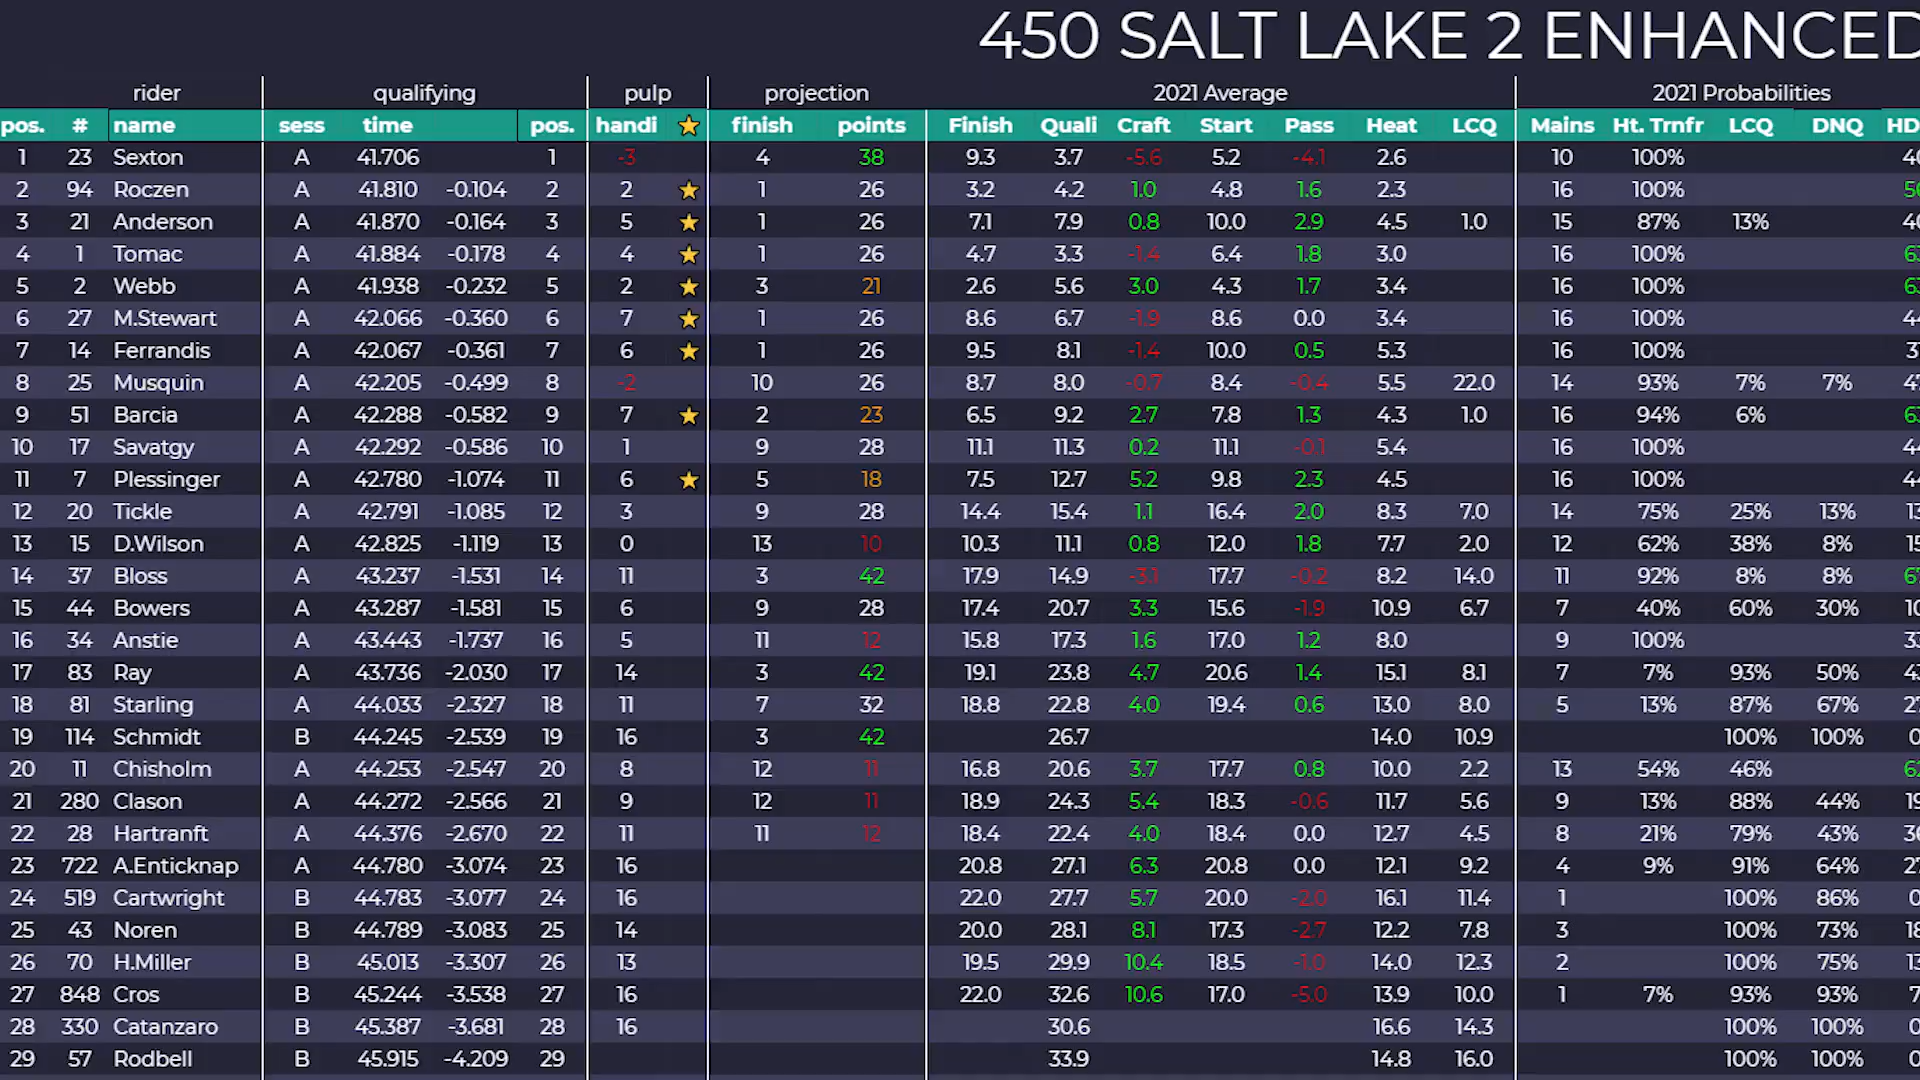 450 SALT LAKE 2 ENHANCED
rider qualifying pulp projection 2021 Average 2021 Probabilities
pos. # name sess time pos. handi ★ finish points Finish Quali Craft Start Pass Heat LCQ Mains Ht. Trnfr LCQ DNQ HD
1 23 Sexton A 41.706 1 -3 4 38 9.3 3.7 -5.6 5.2 -4.1 2.6 10 100%
2 94 Roczen A 41.810 -0.104 2 2 ★ 1 26 3.2 4.2 1.0 4.8 1.6 2.3 16 100%
3 21 Anderson A 41.870 -0.164 3 5 ★ 1 26 7.1 7.9 0.8 10.0 2.9 4.5 1.0 15 87% 13%
4 1 Tomac A 41.884 -0.178 4 4 ★ 1 26 4.7 3.3 -1.4 6.4 1.8 3.0 16 100%
5 2 Webb A 41.938 -0.232 5 2 ★ 3 21 2.6 5.6 3.0 4.3 1.7 3.4 16 100%
6 27 M.Stewart A 42.066 -0.360 6 7 ★ 1 26 8.6 6.7 -1.9 8.6 0.0 3.4 16 100%
7 14 Ferrandis A 42.067 -0.361 7 6 ★ 1 26 9.5 8.1 -1.4 10.0 0.5 5.3 16 100%
8 25 Musquin A 42.205 -0.499 8 -2 10 26 8.7 8.0 -0.7 8.4 -0.4 5.5 22.0 14 93% 7% 7%
9 51 Barcia A 42.288 -0.582 9 7 ★ 2 23 6.5 9.2 2.7 7.8 1.3 4.3 1.0 16 94% 6%
10 17 Savatgy A 42.292 -0.586 10 1 9 28 11.1 11.3 0.2 11.1 -0.1 5.4 16 100%
11 7 Plessinger A 42.780 -1.074 11 6 ★ 5 18 7.5 12.7 5.2 9.8 2.3 4.5 16 100%
12 20 Tickle A 42.791 -1.085 12 3 9 28 14.4 15.4 1.1 16.4 2.0 8.3 7.0 14 75% 25% 13%
13 15 D.Wilson A 42.825 -1.119 13 0 13 10 10.3 11.1 0.8 12.0 1.8 7.7 2.0 12 62% 38% 8%
14 37 Bloss A 43.237 -1.531 14 11 3 42 17.9 14.9 -3.1 17.7 -0.2 8.2 14.0 11 92% 8% 8%
15 44 Bowers A 43.287 -1.581 15 6 9 28 17.4 20.7 3.3 15.6 -1.9 10.9 6.7 7 40% 60% 30%
16 34 Anstie A 43.443 -1.737 16 5 11 12 15.8 17.3 1.6 17.0 1.2 8.0 9 100%
17 83 Ray A 43.736 -2.030 17 14 3 42 19.1 23.8 4.7 20.6 1.4 15.1 8.1 7 7% 93% 50%
18 81 Starling A 44.033 -2.327 18 11 7 32 18.8 22.8 4.0 19.4 0.6 13.0 8.0 5 13% 87% 67%
19 114 Schmidt B 44.245 -2.539 19 16 3 42 26.7 14.0 10.9 100% 100%
20 11 Chisholm A 44.253 -2.547 20 8 12 11 16.8 20.6 3.7 17.7 0.8 10.0 2.2 13 54% 46%
21 280 Clason A 44.272 -2.566 21 9 12 11 18.9 24.3 5.4 18.3 -0.6 11.7 5.6 9 13% 88% 44%
22 28 Hartranft A 44.376 -2.670 22 11 11 12 18.4 22.4 4.0 18.4 0.0 12.7 4.5 8 21% 79% 43%
23 722 A.Enticknap A 44.780 -3.074 23 16 20.8 27.1 6.3 20.8 0.0 12.1 9.2 4 9% 91% 64%
24 519 Cartwright B 44.783 -3.077 24 16 22.0 27.7 5.7 20.0 -2.0 16.1 11.4 1 100% 86%
25 43 Noren B 44.789 -3.083 25 14 20.0 28.1 8.1 17.3 -2.7 12.2 7.8 3 100% 73%
26 70 H.Miller B 45.013 -3.307 26 13 19.5 29.9 10.4 18.5 -1.0 14.0 12.3 2 100% 75%
27 848 Cros B 45.244 -3.538 27 16 22.0 32.6 10.6 17.0 -5.0 13.9 10.0 1 7% 93% 93%
28 330 Catanzaro B 45.387 -3.681 28 16 30.6 16.6 14.3 100% 100%
29 57 Rodbell B 45.915 -4.209 29 33.9 14.8 16.0 100% 100%